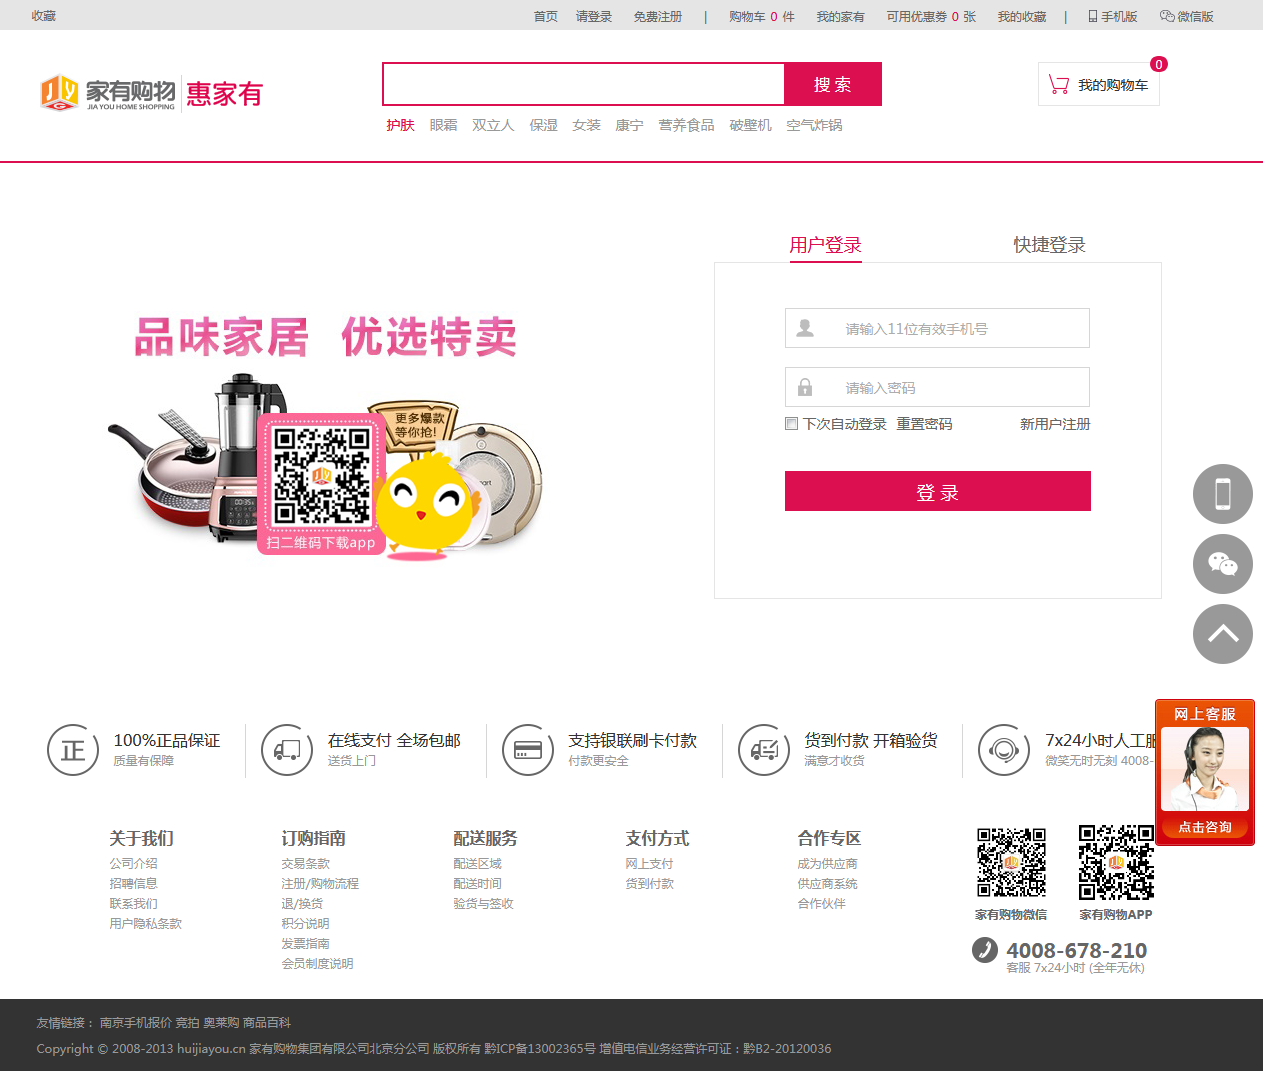 收藏
首页 请登录 免费注册 | 购物车 0 件 我的家有 可用优惠券 0 张 我的收藏 | 手机版 微信版
家有购物
JIA YOU HOME SHOPPING
惠家有
搜 索
0
我的购物车
护肤 眼霜 双立人 保湿 女装 康宁 营养食品 破壁机 空气炸锅
用户登录 快捷登录
品味家居 优选特卖
更多爆款
等你抢!
扫二维码下载app
请输入11位有效手机号
请输入密码
下次自动登录 重置密码 新用户注册
登 录
网上客服
点击咨询
正
100%正品保证
质量有保障
在线支付 全场包邮
送货上门
支持银联刷卡付款
付款更安全
货到付款 开箱验货
满意才收货
7x24小时人工服
微笑无时无刻 4008-
关于我们
公司介绍
招聘信息
联系我们
用户隐私条款
订购指南
交易条款
注册/购物流程
退/换货
积分说明
发票指南
会员制度说明
配送服务
配送区域
配送时间
验货与签收
支付方式
网上支付
货到付款
合作专区
成为供应商
供应商系统
合作伙伴
家有购物微信 家有购物APP
4008-678-210
客服 7x24小时 (全年无休)
友情链接： 南京手机报价 竞拍 奥莱购 商品百科
Copyright © 2008-2013 huijiayou.cn 家有购物集团有限公司北京分公司 版权所有 黔ICP备13002365号 增值电信业务经营许可证：黔B2-20120036